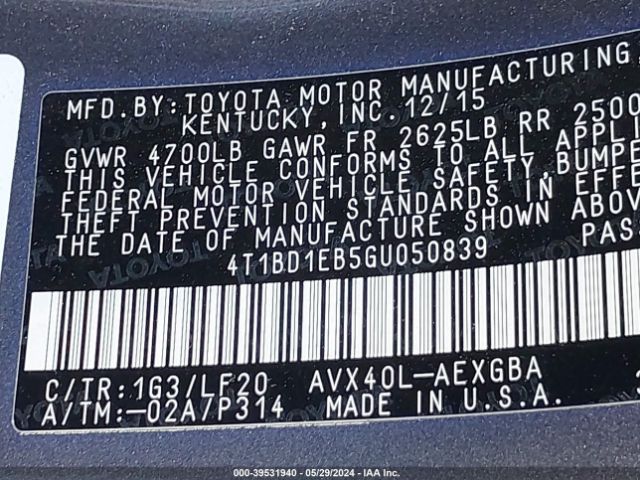 MFD. BY: TOYOTA MOTOR MANUFACTURING,
KENTUCKY, INC. 12/15
GVWR 4700LB GAWR FR 2625LB RR 2500
THIS VEHICLE CONFORMS TO ALL APPLI
FEDERAL MOTOR VEHICLE SAFETY, BUMPE
THEFT PREVENTION STANDARDS IN EFFE
THE DATE OF MANUFACTURE SHOWN ABOV
4T1BD1EB5GU050839 PAS
C/TR: 1G3/LF20 AVX40L-AEXGBA
A/TM: -02A/P314 MADE IN U.S.A.
000-39531940 - 05/29/2024 - IAA Inc.